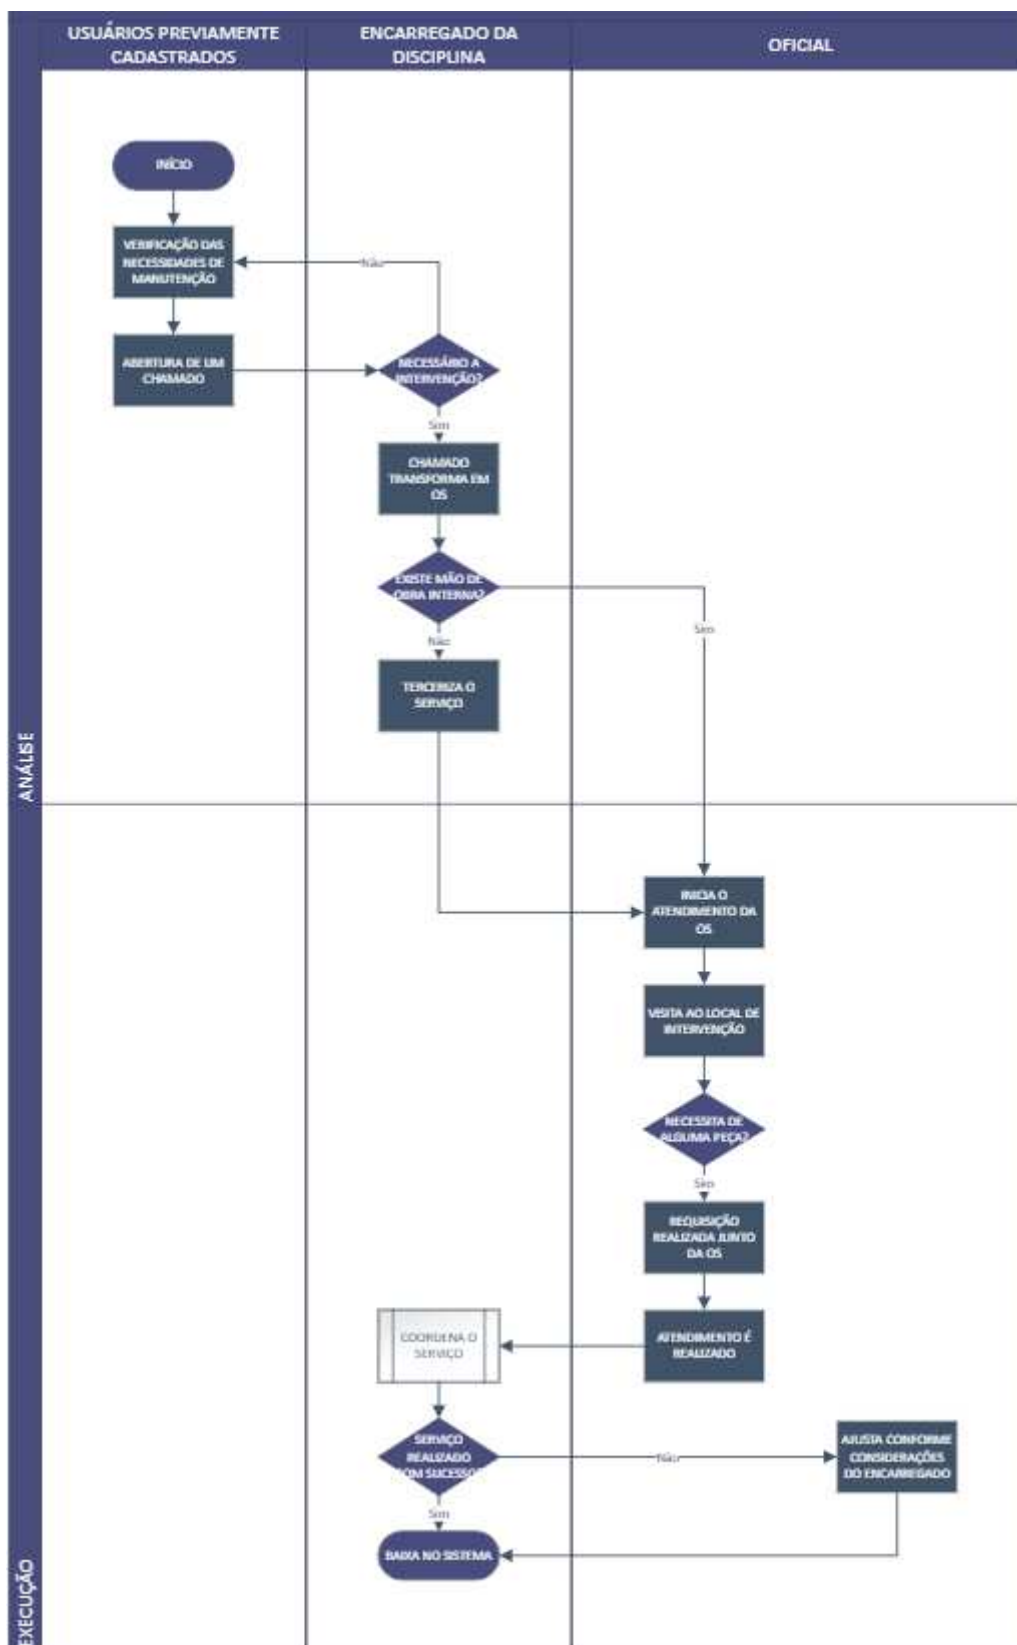 USUÁRIOS PREVIAMENTE
CADASTRADOS
ENCARREGADO DA
DISCIPLINA
OFICIAL
ANÁLISE
INÍCIO
VERIFICAÇÃO DAS
NECESSIDADES DE
MANUTENÇÃO
Não
ABERTURA DE UM
CHAMADO
NECESSÁRIO A
INTERVENÇÃO?
Sim
CHAMADO
TRANSFORMA EM
OS
EXISTE MÃO DE
OBRA INTERNA?
Sim
Não
TERCERIZA O
SERVIÇO
EXECUÇÃO
INICIA O
ATENDIMENTO DA
OS
VISITA AO LOCAL DE
INTERVENÇÃO
NECESSITA DE
ALGUMA PEÇA?
Sim
REQUISIÇÃO
REALIZADA JUNTO
DA OS
ATENDIMENTO É
REALIZADO
COORDENA O
SERVIÇO
SERVIÇO
REALIZADO
COM SUCESSO
Não
AJUSTA CONFORME
CONSIDERAÇÕES
DO ENCARREGADO
Sim
BAIXA NO SISTEMA